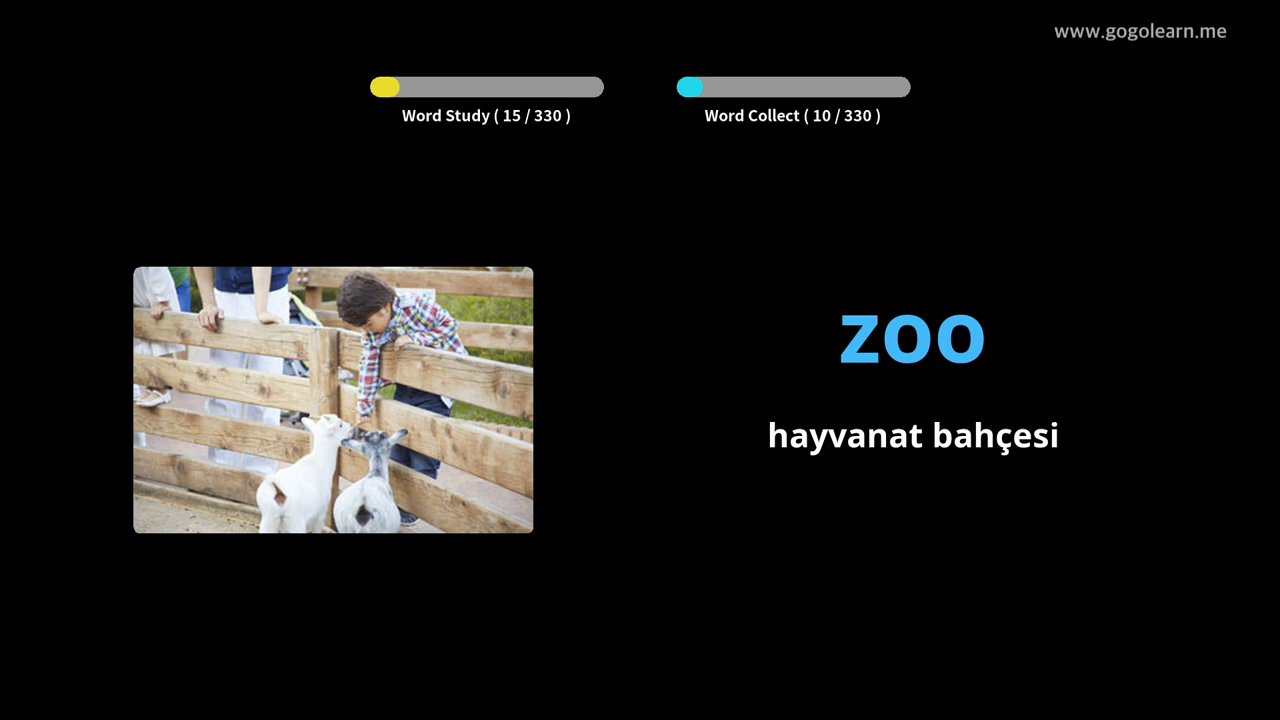 www.gogolearn.me
Word Study ( 15 / 330 )
Word Collect ( 10 / 330 )
zoo
hayvanat bahçesi